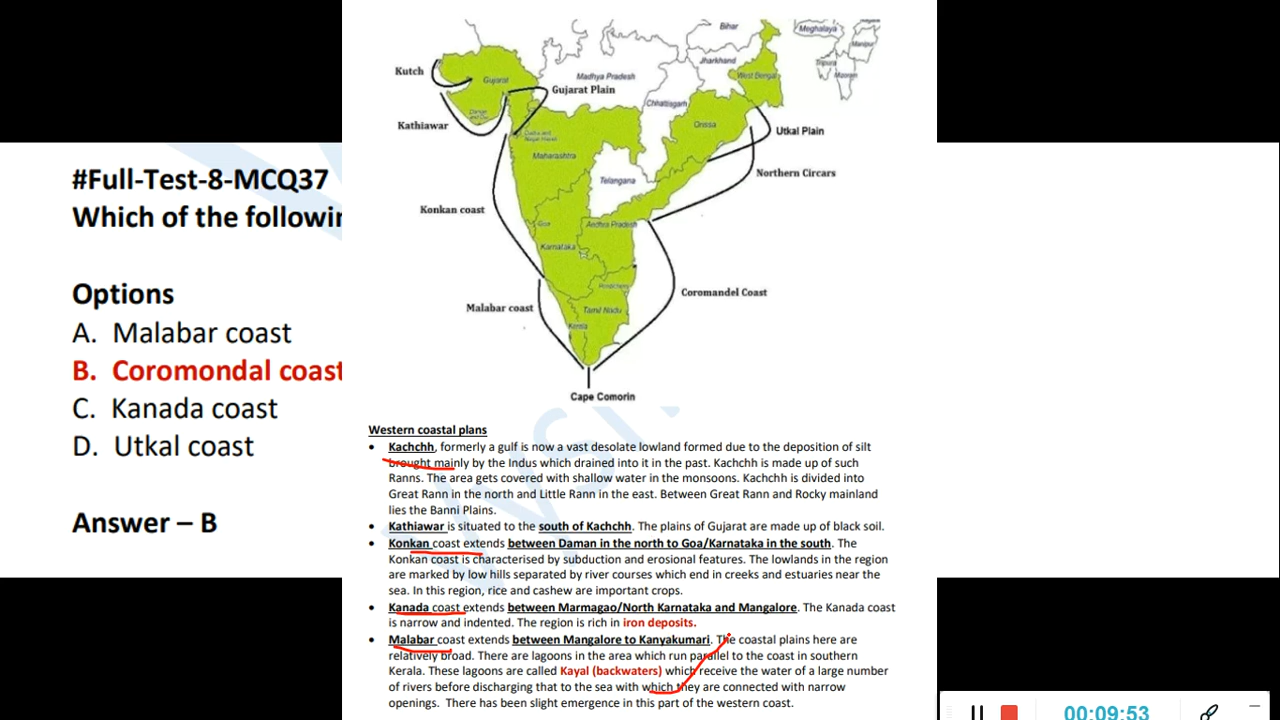 #Full-Test-8-MCQ37
Which of the followin
Options
A. Malabar coast
B. Coromondal coast
C. Kanada coast
D. Utkal coast
Answer – B
Bihar
Meghalaya
Manipur
Jharkhand
Tripura
Mizoram
Kutch
Gujarat
Madhya Pradesh
West Bengal
Gujarat Plain
Chhattisgarh
Kathiawar
Orissa
Utkal Plain
Maharashtra
Telangana
Northern Circars
Konkan coast
Goa
Andhra Pradesh
Karnataka
Coromandel Coast
Malabar coast
Tamil Nadu
Kerala
Cape Comorin
Western coastal plans
• Kachchh, formerly a gulf is now a vast desolate lowland formed due to the deposition of silt
brought mainly by the Indus which drained into it in the past. Kachchh is made up of such
Ranns. The area gets covered with shallow water in the monsoons. Kachchh is divided into
Great Rann in the north and Little Rann in the east. Between Great Rann and Rocky mainland
lies the Banni Plains.
• Kathiawar is situated to the south of Kachchh. The plains of Gujarat are made up of black soil.
• Konkan coast extends between Daman in the north to Goa/Karnataka in the south. The
Konkan coast is characterised by subduction and erosional features. The lowlands in the region
are marked by low hills separated by river courses which end in creeks and estuaries near the
sea. In this region, rice and cashew are important crops.
• Kanada coast extends between Marmagao/North Karnataka and Mangalore. The Kanada coast
is narrow and indented. The region is rich in iron deposits.
• Malabar coast extends between Mangalore to Kanyakumari. The coastal plains here are
relatively broad. There are lagoons in the area which run parallel to the coast in southern
Kerala. These lagoons are called Kayal (backwaters) which receive the water of a large number
of rivers before discharging that to the sea with which they are connected with narrow
openings. There has been slight emergence in this part of the western coast.
00:09:53